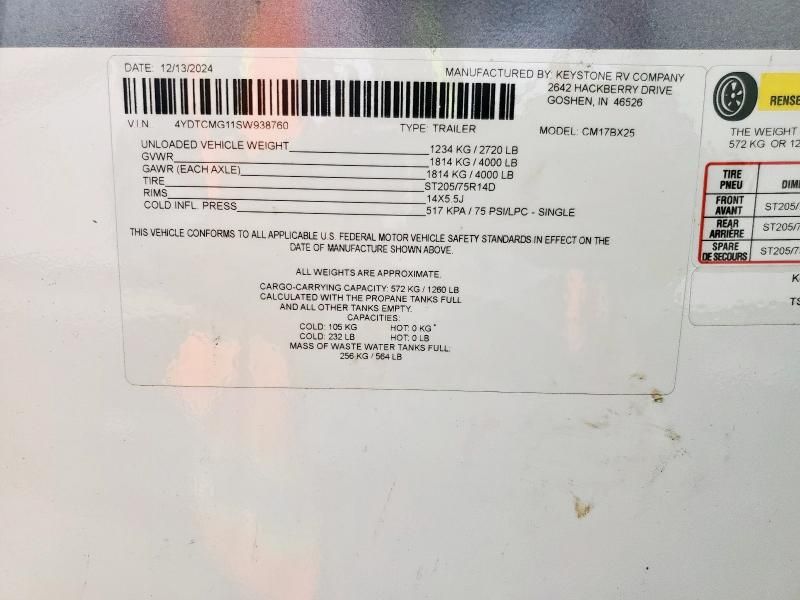 DATE: 12/13/2024
MANUFACTURED BY: KEYSTONE RV COMPANY
2642 HACKBERRY DRIVE
GOSHEN, IN 46526
VIN 4YDTCMG11SW938760 TYPE: TRAILER MODEL: CM17BX25
UNLOADED VEHICLE WEIGHT 1234 KG / 2720 LB
GVWR 1814 KG / 4000 LB
GAWR (EACH AXLE) 1814 KG / 4000 LB
TIRE ST205/75R14D
RIMS 14X5.5J
COLD INFL. PRESS 517 KPA / 75 PSI/LPC - SINGLE
THIS VEHICLE CONFORMS TO ALL APPLICABLE U.S. FEDERAL MOTOR VEHICLE SAFETY STANDARDS IN EFFECT ON THE
DATE OF MANUFACTURE SHOWN ABOVE.
ALL WEIGHTS ARE APPROXIMATE.
CARGO-CARRYING CAPACITY: 572 KG / 1260 LB
CALCULATED WITH THE PROPANE TANKS FULL
AND ALL OTHER TANKS EMPTY.
CAPACITIES:
COLD: 105 KG HOT: 0 KG*
COLD: 232 LB HOT: 0 LB
MASS OF WASTE WATER TANKS FULL:
256 KG / 564 LB
RENSE
THE WEIGHT
572 KG OR 12
TIRE
PNEU
DIM
FRONT
AVANT
ST205/7
REAR
ARRIÈRE
ST205/7
SPARE
DE SECOURS
ST205/7
K
TS